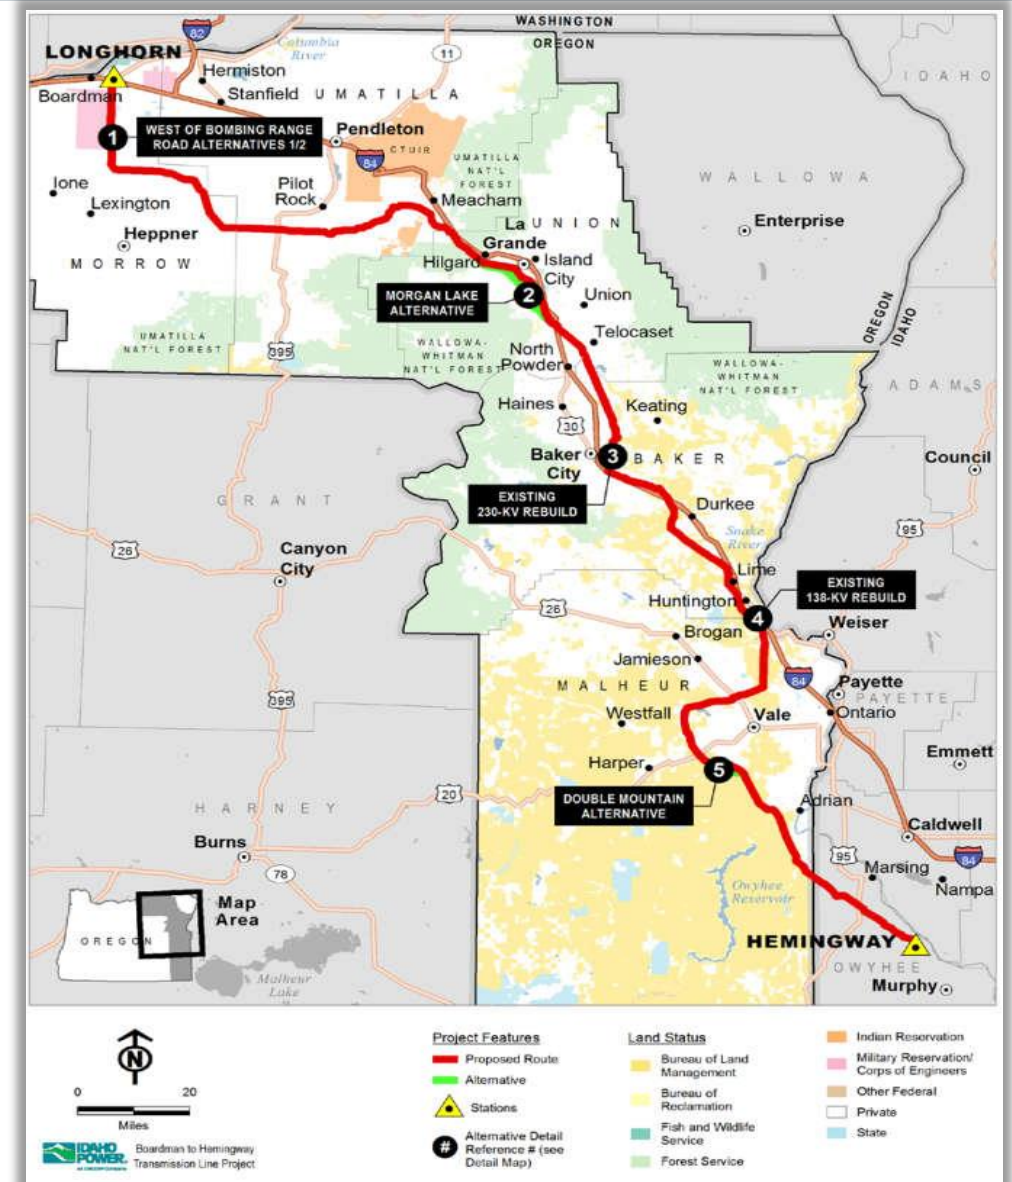 WASHINGTON
OREGON
82
LONGHORN
Columbia
River
11
IDAHO
Hermiston
Boardman
Stanfield
UMATILLA
1
WEST OF BOMBING RANGE
ROAD ALTERNATIVES 1/2
Pendleton
CTUIR
84
UMATILLA
NAT'L
FOREST
WALLOWA
Ione
Pilot
Rock
Meacham
Lexington
Enterprise
La
Grande
UNION
Heppner
Hilgard
Island
City
MORROW
MORGAN LAKE
ALTERNATIVE
2
Union
OREGON
IDAHO
UMATILLA
NAT'L FOREST
395
WALLOWA-
WHITMAN
NAT'L FOREST
Telocaset
North
Powder
WALLOWA-
WHITMAN
NAT'L FOREST
ADAMS
Haines
Keating
30
Baker
City
3
BAKER
Council
EXISTING
230-KV REBUILD
GRANT
Durkee
Snake
River
95
26
Canyon
City
Lime
EXISTING
138-KV REBUILD
Huntington
26
4
Weiser
Brogan
Jamieson
84
Payette
MALHEUR
PAYETTE
395
Westfall
Vale
Ontario
Emmett
Harper
5
20
DOUBLE MOUNTAIN
ALTERNATIVE
HARNEY
Adrian
Caldwell
Burns
95
84
78
Marsing
Nampa
Owyhee
Reservoir
Map
Area
OREGON
HEMINGWAY
OWYHEE
Malheur
Lake
Murphy
N
0 20
Miles
IDAHO
POWER
Boardman to Hemingway
Transmission Line Project
Project Features
Proposed Route
Alternative
Stations
#
Alternative Detail
Reference # (see
Detail Map)
Land Status
Bureau of Land
Management
Bureau of
Reclamation
Fish and Wildlife
Service
Forest Service
Indian Reservation
Military Reservation/
Corps of Engineers
Other Federal
Private
State